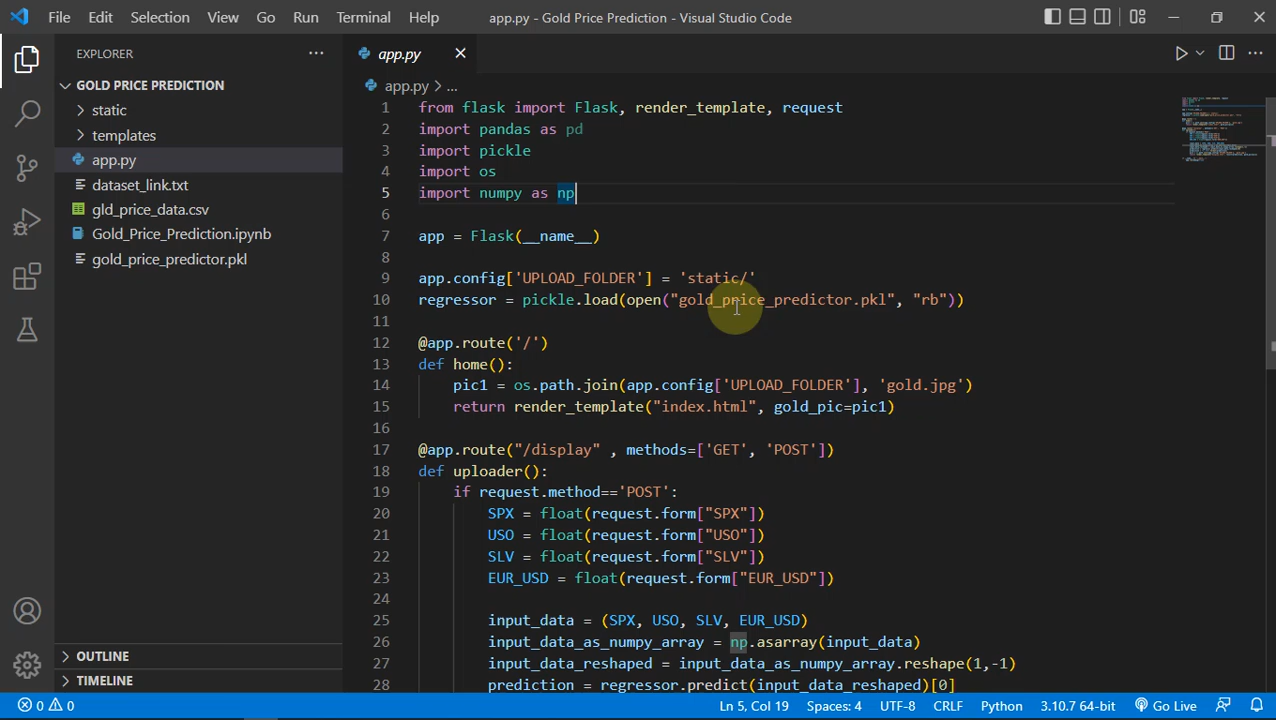 File Edit Selection View Go Run Terminal Help app.py - Gold Price Prediction - Visual Studio Code
EXPLORER
GOLD PRICE PREDICTION
static
templates
app.py
dataset_link.txt
gld_price_data.csv
Gold_Price_Prediction.ipynb
gold_price_predictor.pkl
OUTLINE
TIMELINE
app.py
app.py > ...
1 from flask import Flask, render_template, request
2 import pandas as pd
3 import pickle
4 import os
5 import numpy as np
6
7 app = Flask(__name__)
8
9 app.config['UPLOAD_FOLDER'] = 'static/'
10 regressor = pickle.load(open("gold_price_predictor.pkl", "rb"))
11
12 @app.route('/')
13 def home():
14 pic1 = os.path.join(app.config['UPLOAD_FOLDER'], 'gold.jpg')
15 return render_template("index.html", gold_pic=pic1)
16
17 @app.route("/display" , methods=['GET', 'POST'])
18 def uploader():
19 if request.method=='POST':
20 SPX = float(request.form["SPX"])
21 USO = float(request.form["USO"])
22 SLV = float(request.form["SLV"])
23 EUR_USD = float(request.form["EUR_USD"])
24
25 input_data = (SPX, USO, SLV, EUR_USD)
26 input_data_as_numpy_array = np.asarray(input_data)
27 input_data_reshaped = input_data_as_numpy_array.reshape(1,-1)
28 prediction = regressor.predict(input_data_reshaped)[0]
0 0 Ln 5, Col 19 Spaces: 4 UTF-8 CRLF Python 3.10.7 64-bit Go Live